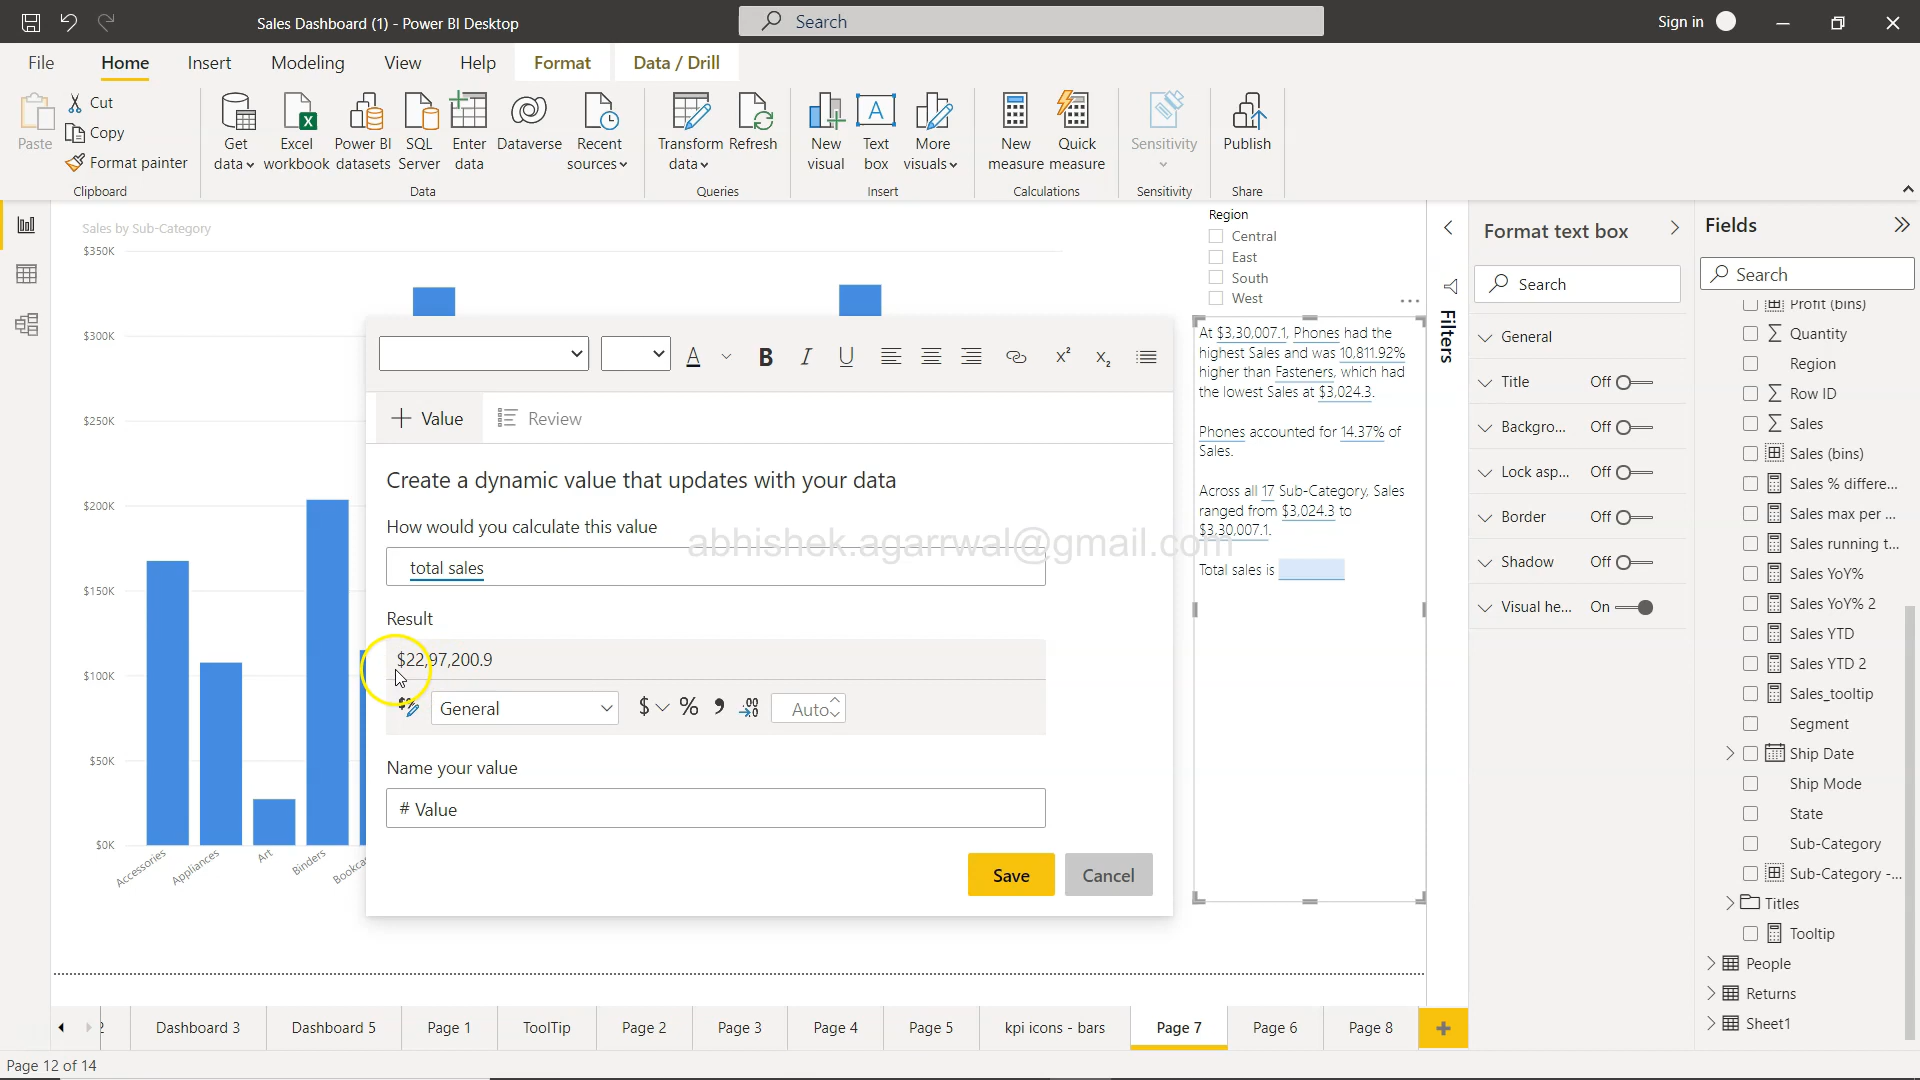 Sales Dashboard (1) - Power BI Desktop
Search
Sign in
File
Home
Insert
Modeling
View
Help
Format
Data / Drill
Paste
Cut
Copy
Format painter
Clipboard
Get data
Excel workbook
Power BI datasets
SQL Server
Enter data
Dataverse
Recent sources
Data
Transform data
Refresh
Queries
New visual
Text box
More visuals
Insert
New measure
Quick measure
Calculations
Sensitivity
Sensitivity
Publish
Share
Sales by Sub-Category
$350K
$300K
$250K
$200K
$150K
$100K
$50K
$0K
Accessories
Appliances
Art
Binders
Bookca
+ Value
Review
Create a dynamic value that updates with your data
How would you calculate this value
total sales
Result
$22,97,200.9
General
$
%
Auto
Name your value
# Value
Save
Cancel
abhishek.agarrwal@gmail.com
Region
Central
East
South
West
At $3,30,007.1, Phones had the
highest Sales and was 10,811.92%
higher than Fasteners, which had
the lowest Sales at $3,024.3.
Phones accounted for 14.37% of
Sales.
Across all 17 Sub-Category, Sales
ranged from $3,024.3 to
$3,30,007.1.
Total sales is
Filters
Format text box
Search
General
Title Off
Backgro... Off
Lock asp... Off
Border Off
Shadow Off
Visual he... On
Fields
Search
Profit (bins)
Quantity
Region
Row ID
Sales
Sales (bins)
Sales % differe...
Sales max per ...
Sales running t...
Sales YoY%
Sales YoY% 2
Sales YTD
Sales YTD 2
Sales_tooltip
Segment
Ship Date
Ship Mode
State
Sub-Category
Sub-Category -...
Titles
Tooltip
People
Returns
Sheet1
Dashboard 3
Dashboard 5
Page 1
ToolTip
Page 2
Page 3
Page 4
Page 5
kpi icons - bars
Page 7
Page 6
Page 8
+
Page 12 of 14